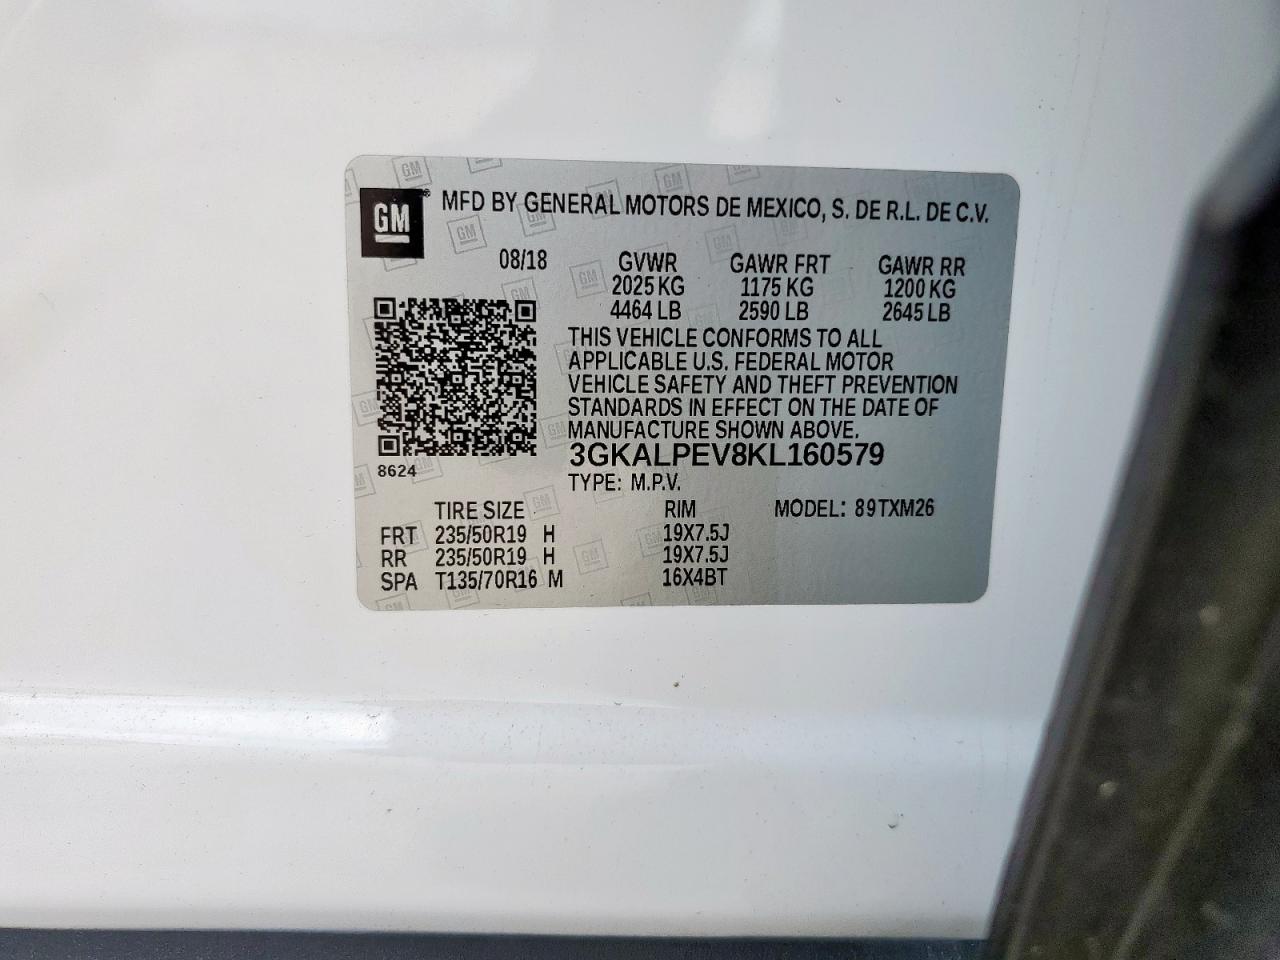 GM® MFD BY GENERAL MOTORS DE MEXICO, S. DE R.L. DE C.V.
08/18 GVWR GAWR FRT GAWR RR
2025 KG 1175 KG 1200 KG
4464 LB 2590 LB 2645 LB
THIS VEHICLE CONFORMS TO ALL
APPLICABLE U.S. FEDERAL MOTOR
VEHICLE SAFETY AND THEFT PREVENTION
STANDARDS IN EFFECT ON THE DATE OF
MANUFACTURE SHOWN ABOVE.
3GKALPEV8KL160579
8624
TYPE: M.P.V.
TIRE SIZE RIM MODEL: 89TXM26
FRT 235/50R19 H 19X7.5J
RR 235/50R19 H 19X7.5J
SPA T135/70R16 M 16X4BT